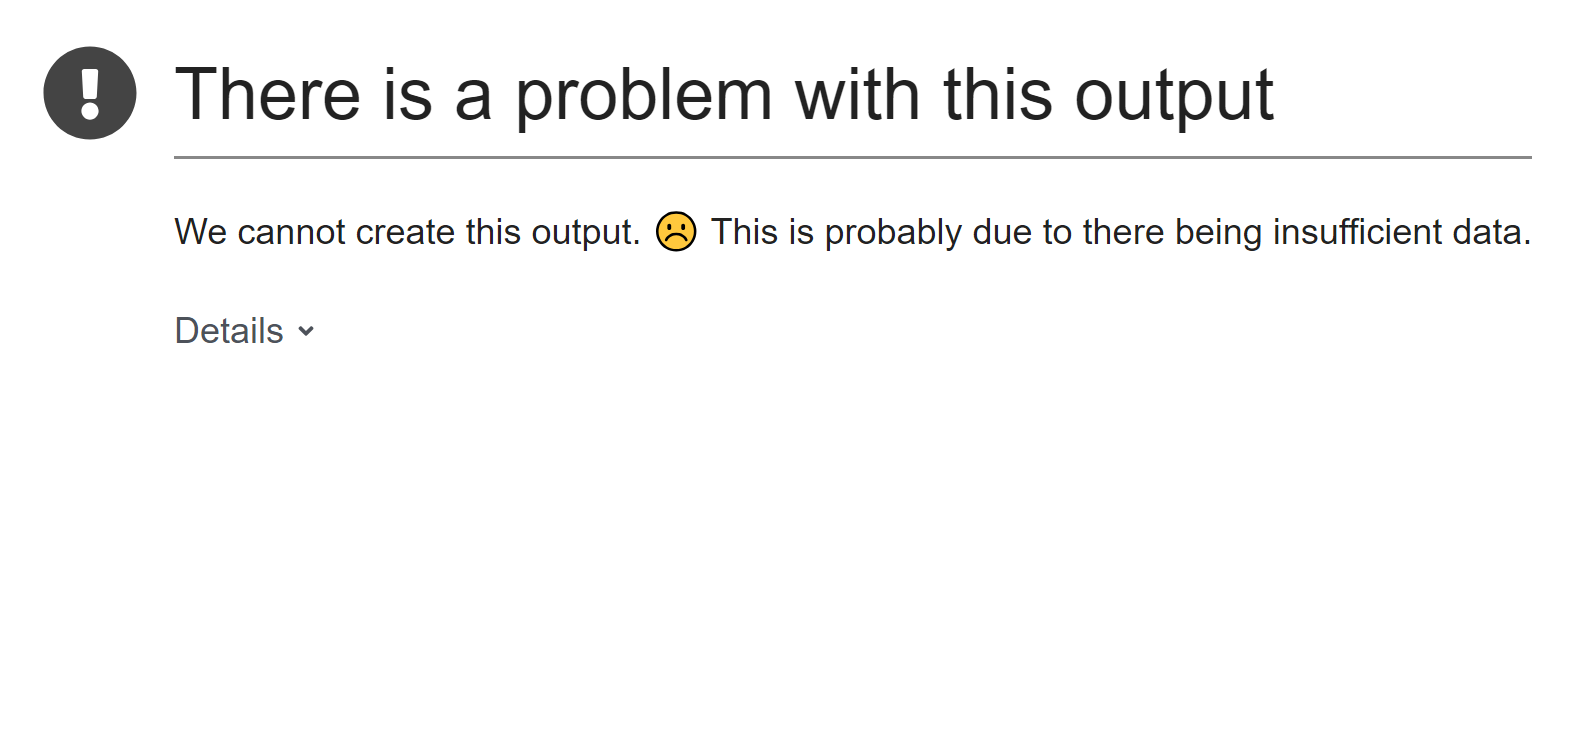 There is a problem with this output
We cannot create this output. ☹️ This is probably due to there being insufficient data.
Details